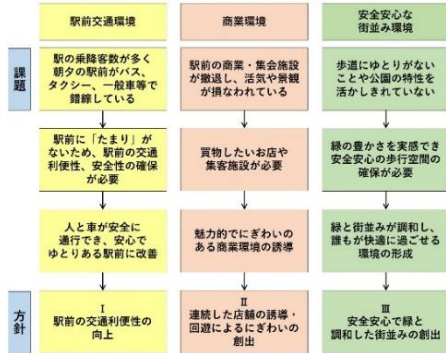 駅前交通環境
商業環境
安全安心な
街並み環境
課題
駅の乗降客数が多く
朝夕の駅前がバス、
タクシー、一般車等で
錯綜している
駅前の商業・集会施設
が撤退し、活気や景観
が損なわれている
歩道にゆとりがない
ことや公園の特性を
活かしきれていない
駅前に「たまり」が
ないため、駅前の交通
利便性、安全性の確保
が必要
買物したいお店や
集客施設が必要
緑の豊かさを実感でき
安全安心の歩行空間の
確保が必要
人と車が安全に
通行でき、安心で
ゆとりある駅前に改善
魅力的でにぎわいの
ある商業環境の誘導
緑と街並みが調和し、
誰もが快適に過ごせる
環境の形成
方針
Ⅰ
駅前の交通利便性の
向上
Ⅱ
連続した店舗の誘導・
回遊によるにぎわいの
創出
Ⅲ
安全安心で緑と
調和した街並みの創出